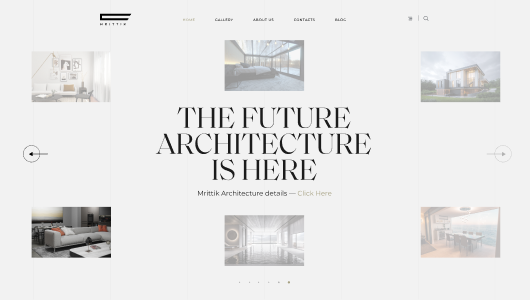 MRITTIK
HOME GALLERY ABOUT US CONTACTS BLOG
THE FUTURE
ARCHITECTURE
IS HERE
Mrittik Architecture details — Click Here